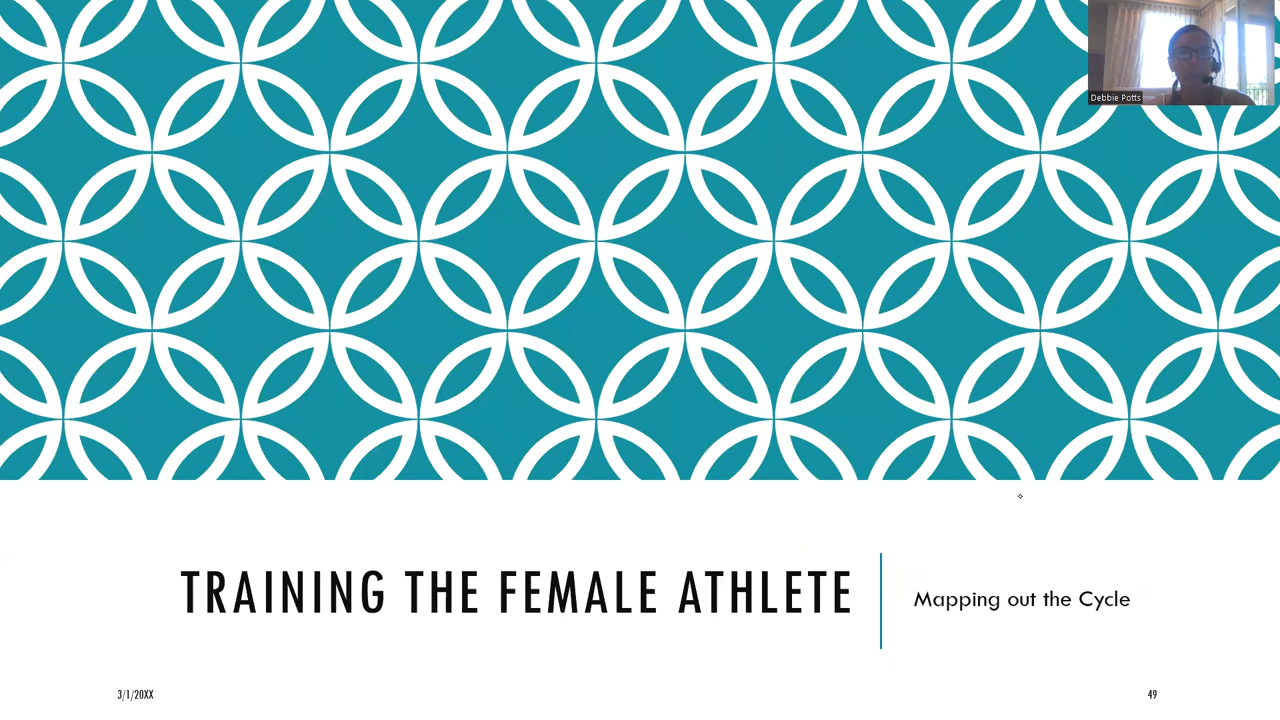 Debbie Potts
TRAINING THE FEMALE ATHLETE
Mapping out the Cycle
3/1/20XX
49